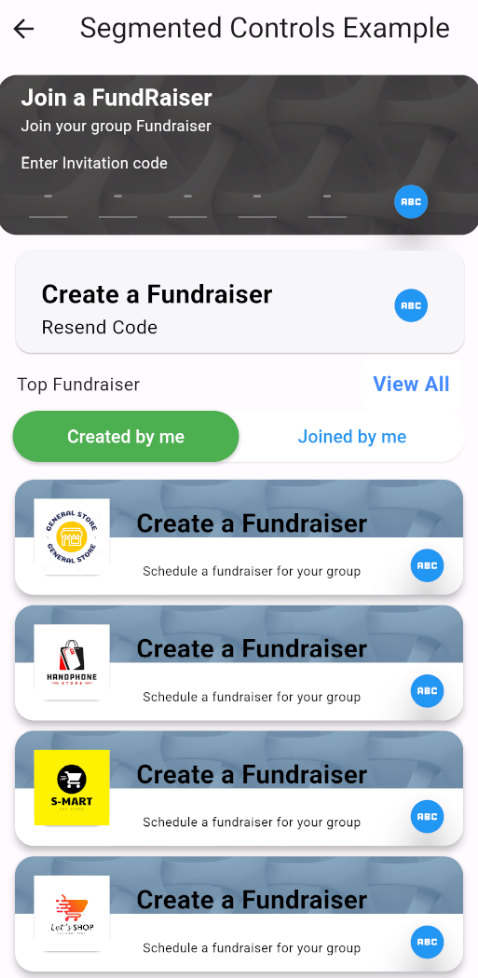 Segmented Controls Example
Join a FundRaiser
Join your group Fundraiser
Enter Invitation code
- - - - -
ABC
Create a Fundraiser
ABC
Resend Code
Top Fundraiser
View All
Created by me
Joined by me
GENERAL STORE
GENERAL STORE
Create a Fundraiser
Schedule a fundraiser for your group
ABC
HANDPHONE
STORE
Create a Fundraiser
Schedule a fundraiser for your group
ABC
S-MART
Create a Fundraiser
Schedule a fundraiser for your group
ABC
Let's SHOP
Create a Fundraiser
Schedule a fundraiser for your group
ABC